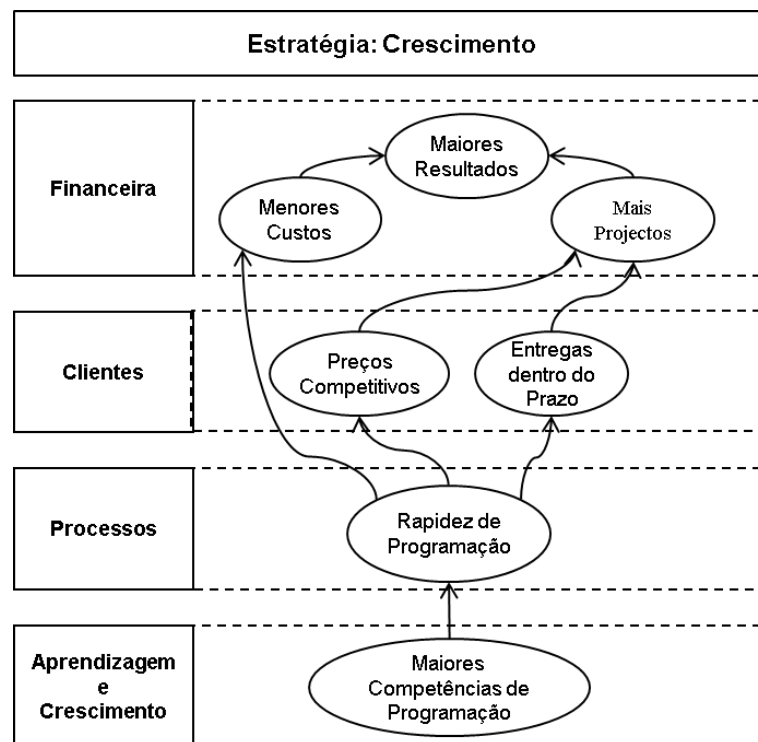 Estratégia: Crescimento
Financeira
Maiores
Resultados
Menores
Custos
Mais
Projectos
Clientes
Preços
Competitivos
Entregas
dentro do
Prazo
Processos
Rapidez de
Programação
Aprendizagem
e
Crescimento
Maiores
Competências de
Programação